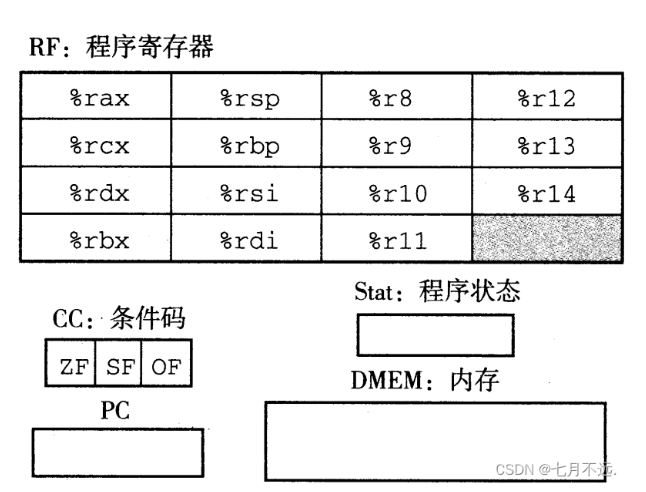 RF: 程序寄存器
%rax %rsp %r8 %r12
%rcx %rbp %r9 %r13
%rdx %rsi %r10 %r14
%rbx %rdi %r11
Stat: 程序状态
CC: 条件码
ZF SF OF
DMEM: 内存
PC
CSDN @七月不远.